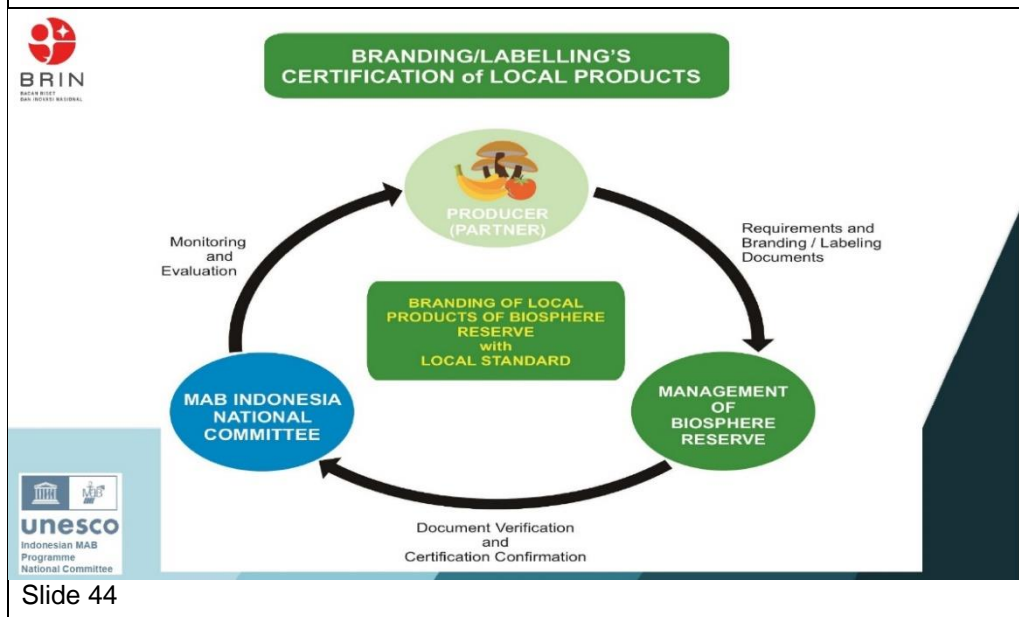 BRIN
BADAN RISET
DAN INOVASI NASIONAL
BRANDING/LABELLING'S
CERTIFICATION of LOCAL PRODUCTS
PRODUCER
(PARTNER)
Requirements and
Branding / Labeling
Documents
Monitoring
and
Evaluation
BRANDING OF LOCAL
PRODUCTS OF BIOSPHERE
RESERVE
with
LOCAL STANDARD
MAB INDONESIA
NATIONAL
COMMITTEE
MANAGEMENT
OF
BIOSPHERE
RESERVE
Document Verification
and
Certification Confirmation
MAB
unesco
Indonesian MAB
Programme
National Committee
Slide 44